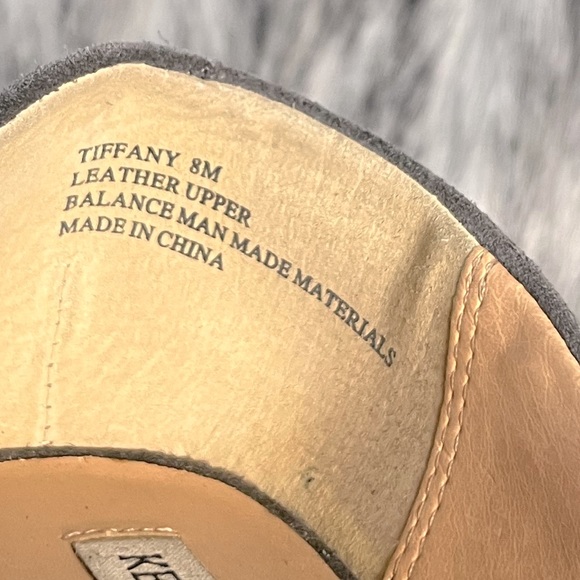 TIFFANY 8M
LEATHER UPPER
BALANCE MAN MADE MATERIALS
MADE IN CHINA